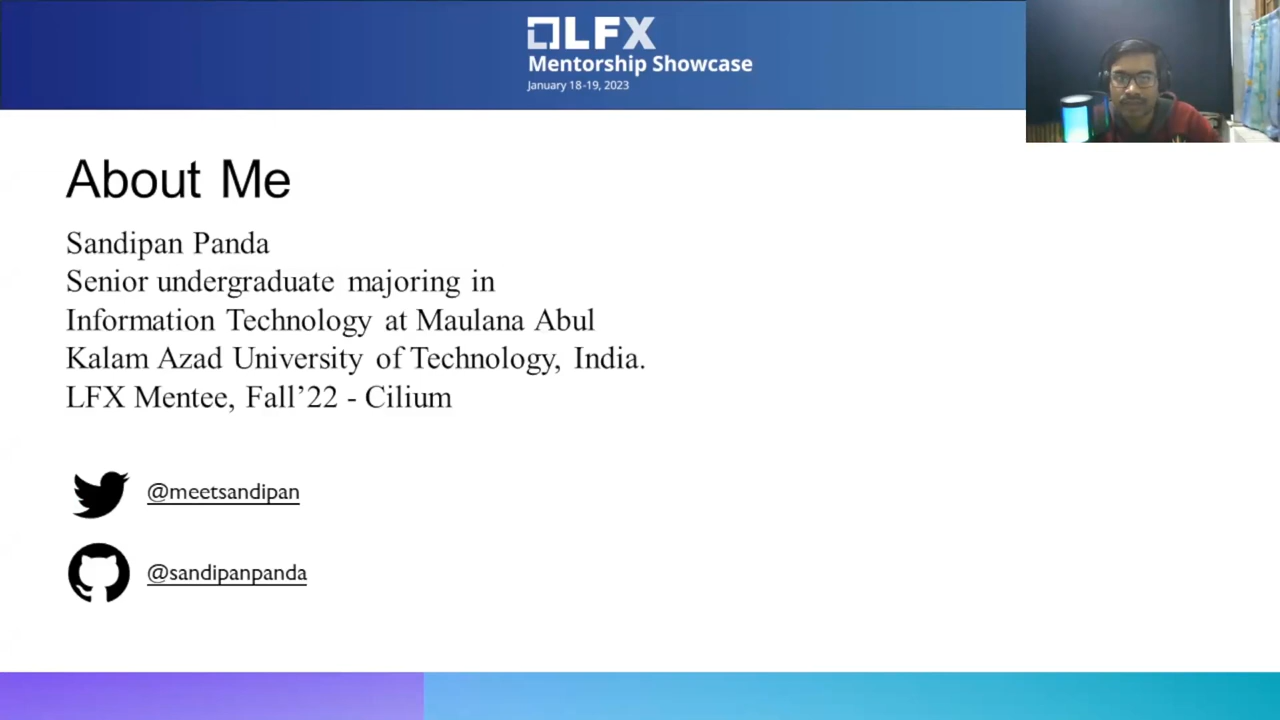 LFX
Mentorship Showcase
January 18-19, 2023
About Me
Sandipan Panda
Senior undergraduate majoring in
Information Technology at Maulana Abul
Kalam Azad University of Technology, India.
LFX Mentee, Fall’22 - Cilium
@meetsandipan
@sandipanpanda